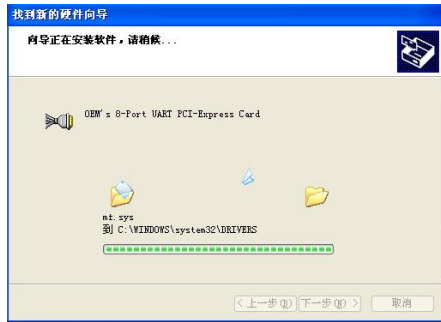 找到新的硬件向导
向导正在安装软件，请稍候...
OEM's 8-Port UART PCI-Express Card
mt.sys
到 C:\WINDOWS\system32\DRIVERS
<上一步(B) 下一步(N)> 取消